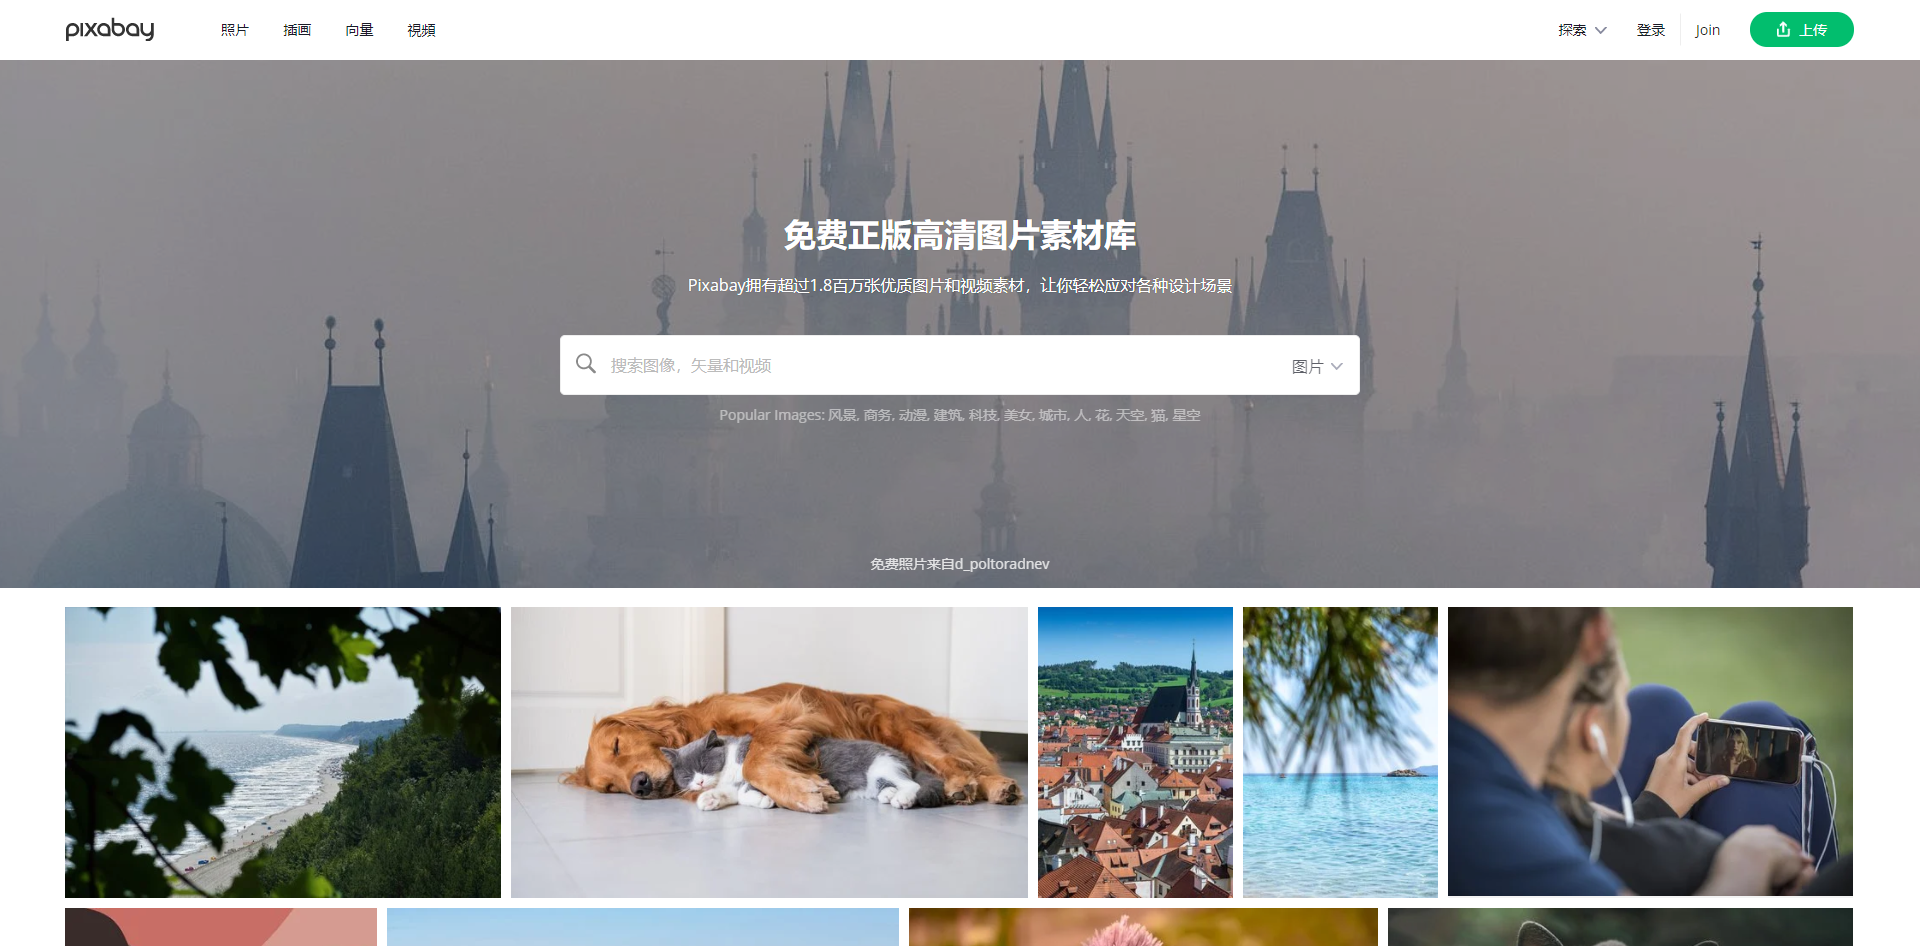 pixabay 照片 插画 向量 視頻 探索 登录 Join 上传
免费正版高清图片素材库
Pixabay拥有超过1.8百万张优质图片和视频素材，让你轻松应对各种设计场景
搜索图像，矢量和视频 图片
Popular Images: 风景, 商务, 动漫, 建筑, 科技, 美女, 城市, 人, 花, 天空, 猫, 星空
免费照片来自d_poltoradnev